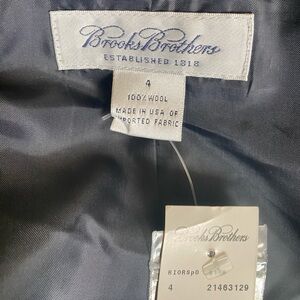 Brooks Brothers
ESTABLISHED 1818
4
100% WOOL
MADE IN USA OF
IMPORTED FABRIC
Brooks Brothers
4 21463129